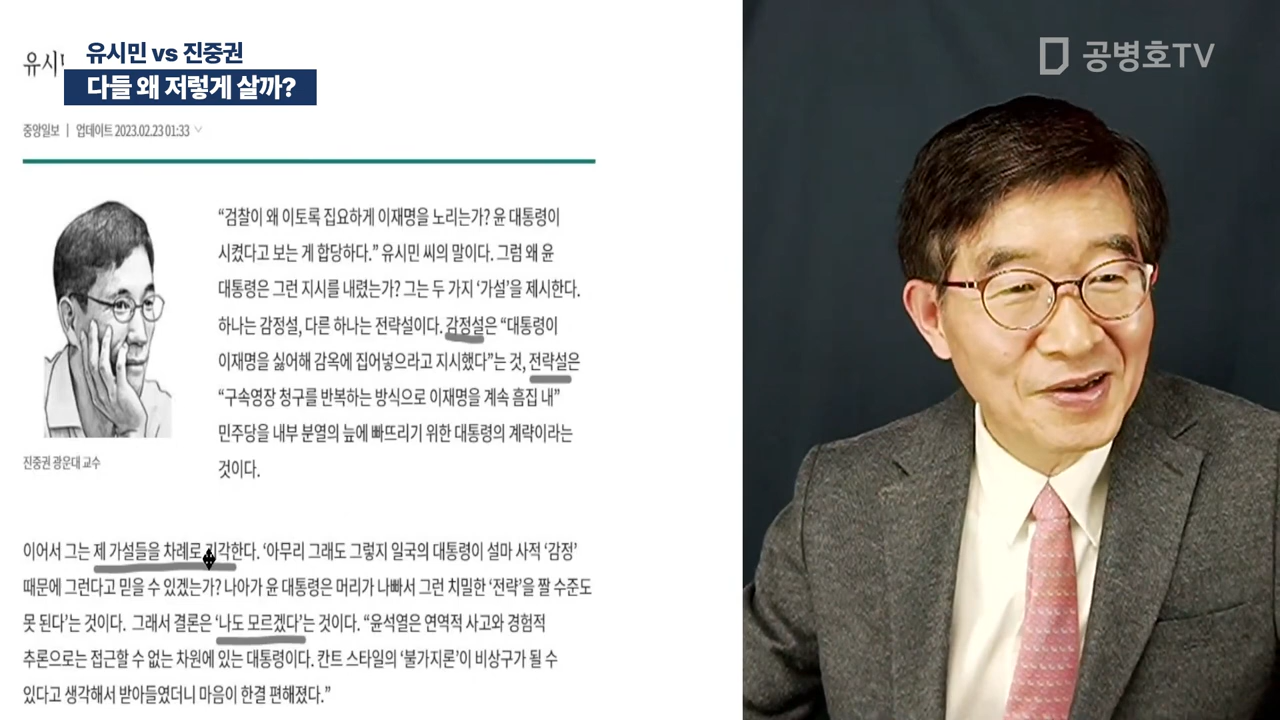 유시민 vs 진중권
다들 왜 저렇게 살까?
공병호TV
유시
중앙일보 | 업데이트 2023.02.23 01:33
“검찰이 왜 이토록 집요하게 이재명을 노리는가? 윤 대통령이
시켰다고 보는 게 합당하다.” 유시민 씨의 말이다. 그럼 왜 윤
대통령은 그런 지시를 내렸는가? 그는 두 가지 ‘가설’을 제시한다.
하나는 감정설, 다른 하나는 전략설이다. 감정설은 “대통령이
이재명을 싫어해 감옥에 집어넣으라고 지시했다”는 것, 전략설은
“구속영장 청구를 반복하는 방식으로 이재명을 계속 흠집 내”
민주당을 내부 분열의 늪에 빠뜨리기 위한 대통령의 계략이라는
것이다.
진중권 광운대 교수
이어서 그는 제 가설들을 차례로 기각한다. ‘아무리 그래도 그렇지 일국의 대통령이 설마 사적 ‘감정’
때문에 그런다고 믿을 수 있겠는가? 나아가 윤 대통령은 머리가 나빠서 그런 치밀한 ‘전략’을 짤 수준도
못 된다’는 것이다. 그래서 결론은 ‘나도 모르겠다’는 것이다. “윤석열은 연역적 사고와 경험적
추론으로는 접근할 수 없는 차원에 있는 대통령이다. 칸트 스타일의 ‘불가지론’이 비상구가 될 수
있다고 생각해서 받아들였더니 마음이 한결 편해졌다.”